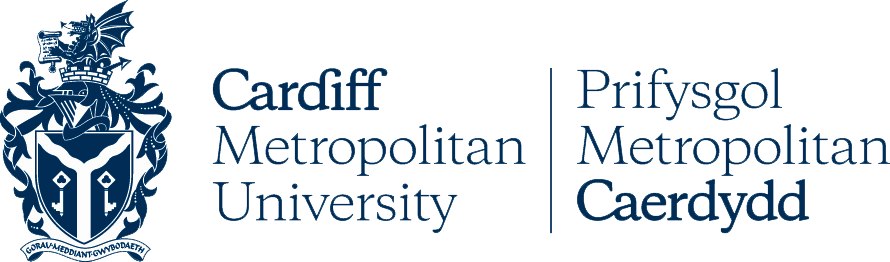 Cardiff
Metropolitan
University
Prifysgol
Metropolitan
Caerdydd
GORAU·MEDDIANT·GWYBODAETH